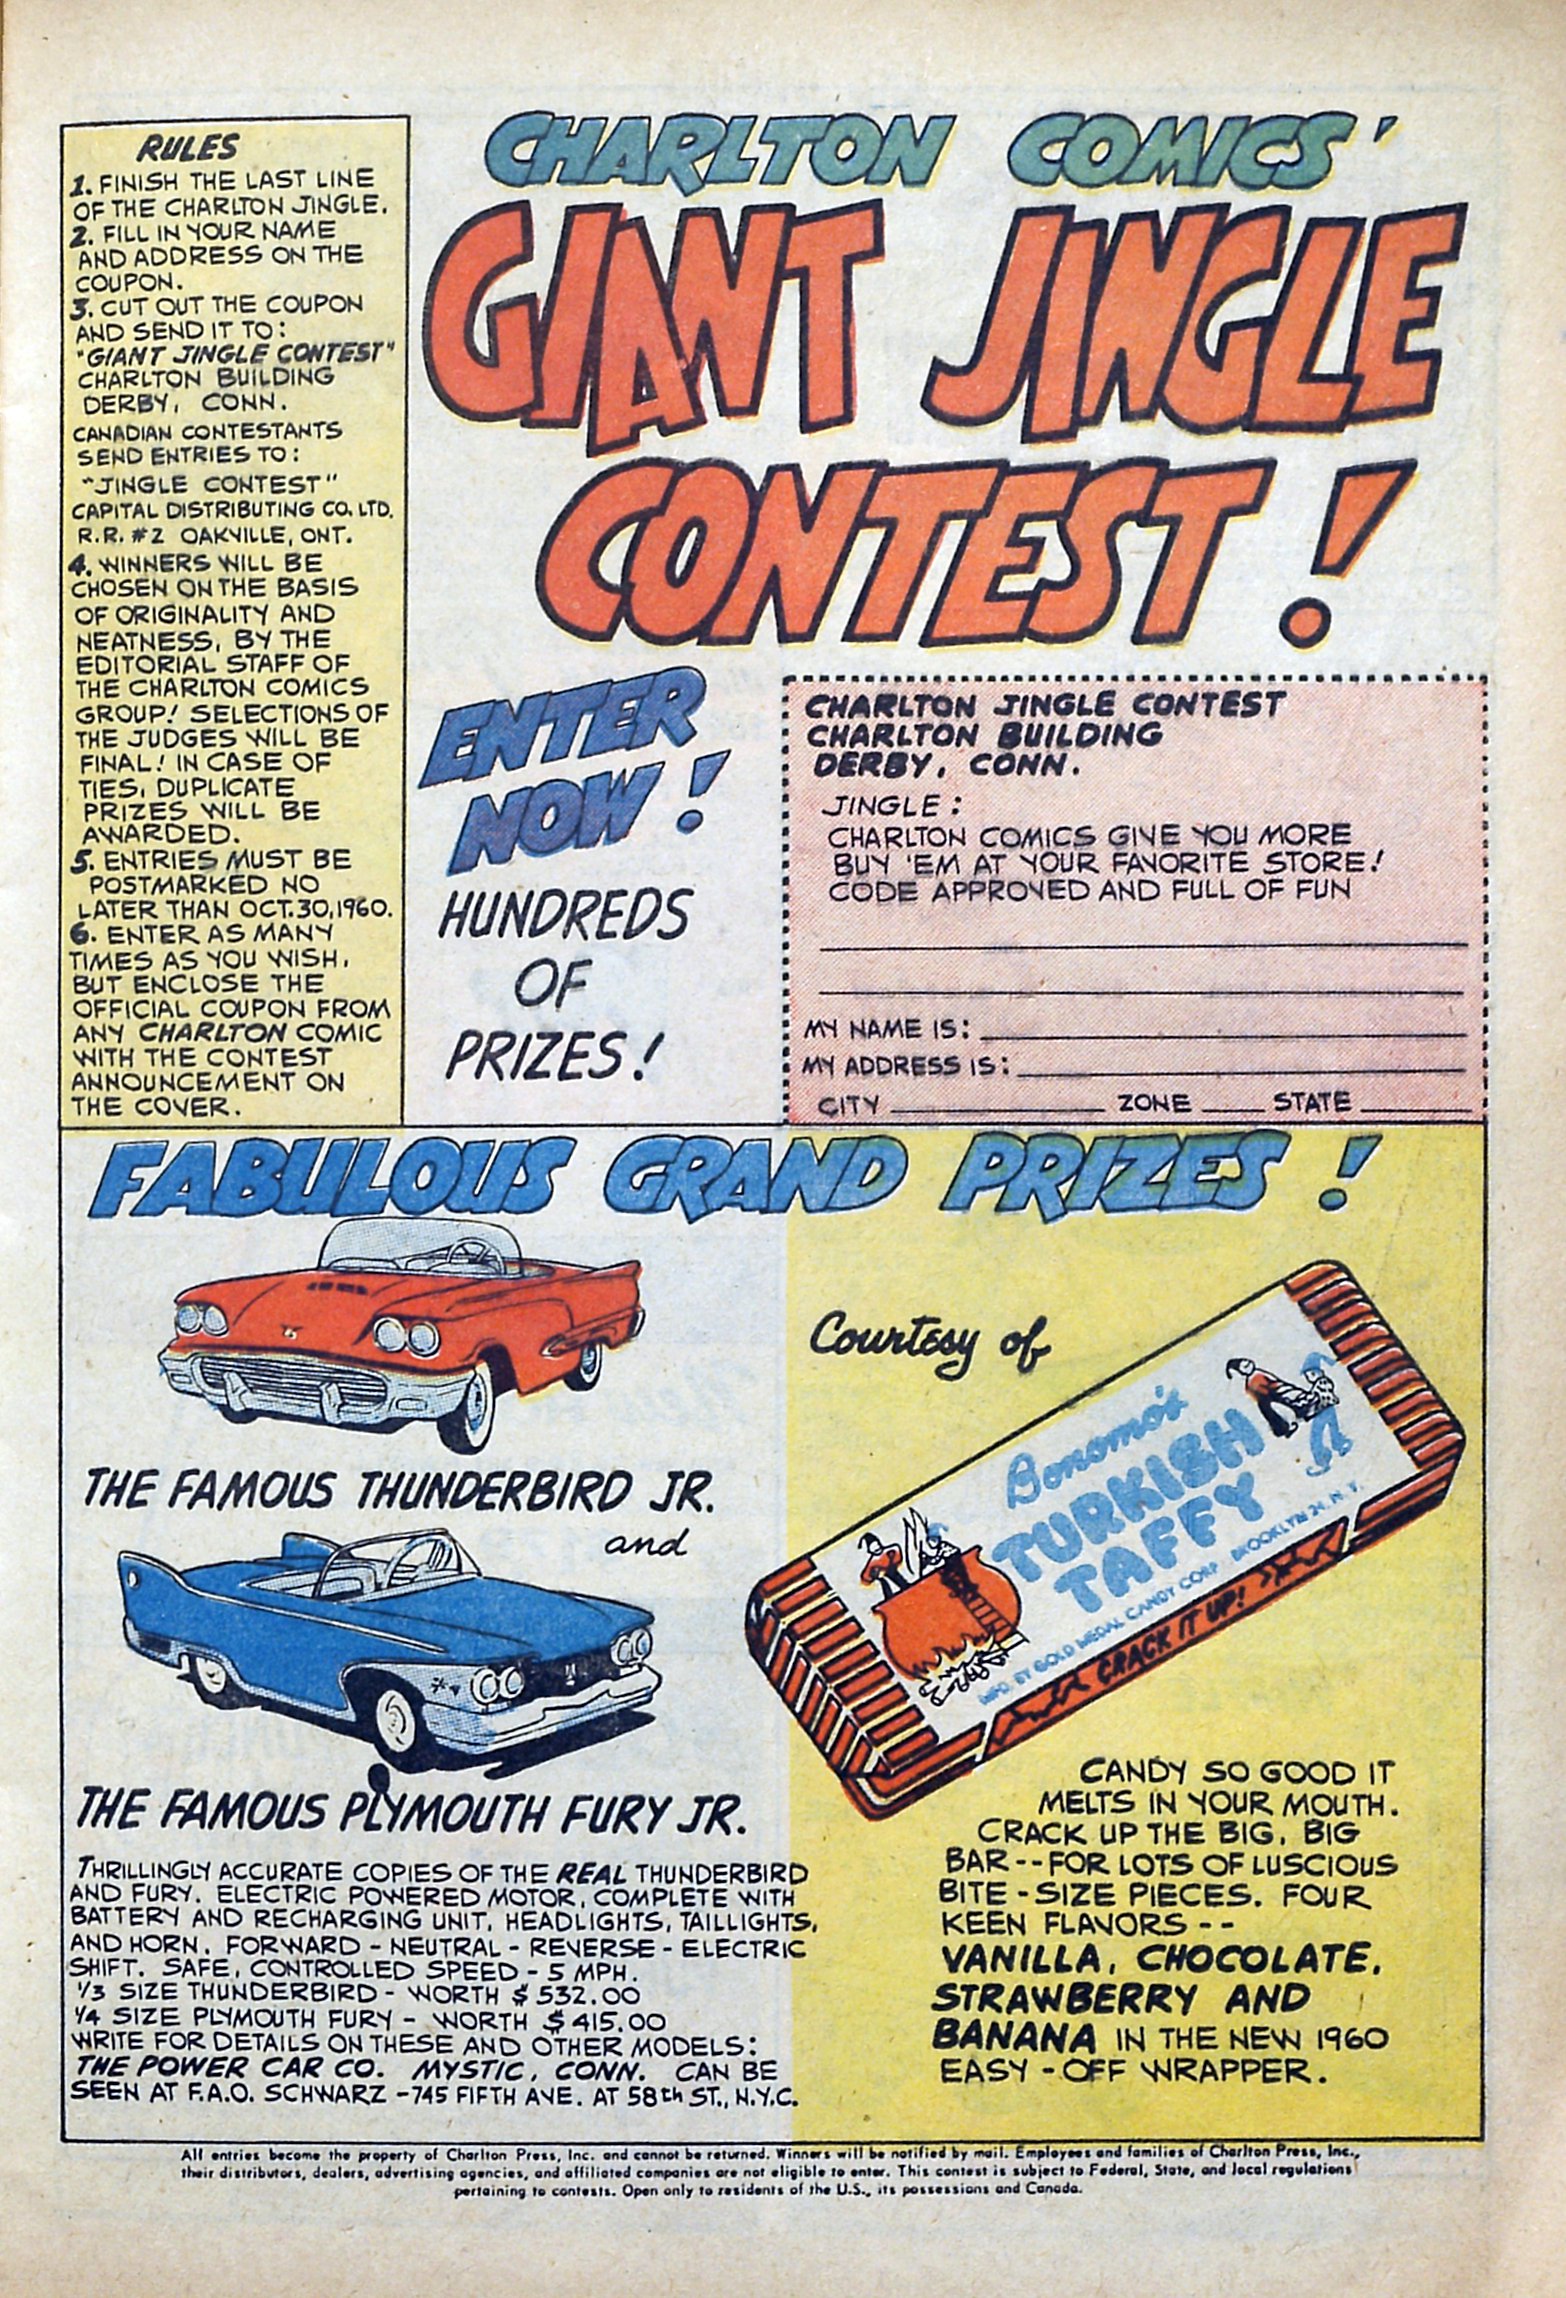 CHARLTON COMICS'
GIANT JINGLE
CONTEST!
RULES
1. FINISH THE LAST LINE
OF THE CHARLTON JINGLE.
2. FILL IN YOUR NAME
AND ADDRESS ON THE
COUPON.
3. CUT OUT THE COUPON
AND SEND IT TO:
"GIANT JINGLE CONTEST"
CHARLTON BUILDING
DERBY, CONN.
CANADIAN CONTESTANTS
SEND ENTRIES TO:
"JINGLE CONTEST"
CAPITAL DISTRIBUTING CO. LTD.
R.R. #2 OAKVILLE, ONT.
4. WINNERS WILL BE
CHOSEN ON THE BASIS
OF ORIGINALITY AND
NEATNESS, BY THE
EDITORIAL STAFF OF
THE CHARLTON COMICS
GROUP! SELECTIONS OF
THE JUDGES WILL BE
FINAL! IN CASE OF
TIES, DUPLICATE
PRIZES WILL BE
AWARDED.
5. ENTRIES MUST BE
POSTMARKED NO
LATER THAN OCT. 30, 1960.
6. ENTER AS MANY
TIMES AS YOU WISH,
BUT ENCLOSE THE
OFFICIAL COUPON FROM
ANY CHARLTON COMIC
WITH THE CONTEST
ANNOUNCEMENT ON
THE COVER.
ENTER
NOW!
HUNDREDS
OF
PRIZES!
CHARLTON JINGLE CONTEST
CHARLTON BUILDING
DERBY, CONN.
JINGLE:
CHARLTON COMICS GIVE YOU MORE
BUY 'EM AT YOUR FAVORITE STORE!
CODE APPROVED AND FULL OF FUN
MY NAME IS:
MY ADDRESS IS:
CITY ZONE STATE
FABULOUS GRAND PRIZES!
THE FAMOUS THUNDERBIRD JR.
and
THE FAMOUS PLYMOUTH FURY JR.
THRILLINGLY ACCURATE COPIES OF THE REAL THUNDERBIRD
AND FURY. ELECTRIC POWERED MOTOR, COMPLETE WITH
BATTERY AND RECHARGING UNIT, HEADLIGHTS, TAILLIGHTS,
AND HORN. FORWARD - NEUTRAL - REVERSE - ELECTRIC
SHIFT. SAFE, CONTROLLED SPEED - 5 MPH.
1/3 SIZE THUNDERBIRD - WORTH $532.00
1/4 SIZE PLYMOUTH FURY - WORTH $415.00
WRITE FOR DETAILS ON THESE AND OTHER MODELS:
THE POWER CAR CO. MYSTIC, CONN. CAN BE
SEEN AT F.A.O. SCHWARZ - 745 FIFTH AVE. AT 58th ST., N.Y.C.
Courtesy of
Bonomo's
TURKISH
TAFFY
MFD. BY GOLD MEDAL CANDY CORP. BROOKLYN 24, N.Y.
CRACK IT UP!
CANDY SO GOOD IT
MELTS IN YOUR MOUTH.
CRACK UP THE BIG, BIG
BAR -- FOR LOTS OF LUSCIOUS
BITE - SIZE PIECES. FOUR
KEEN FLAVORS --
VANILLA, CHOCOLATE,
STRAWBERRY AND
BANANA IN THE NEW 1960
EASY - OFF WRAPPER.
All entries become the property of Charlton Press, Inc. and cannot be returned. Winners will be notified by mail. Employees and families of Charlton Press, Inc.,
their distributors, dealers, advertising agencies, and affiliated companies are not eligible to enter. This contest is subject to Federal, State, and local regulations
pertaining to contests. Open only to residents of the U.S., its possessions and Canada.